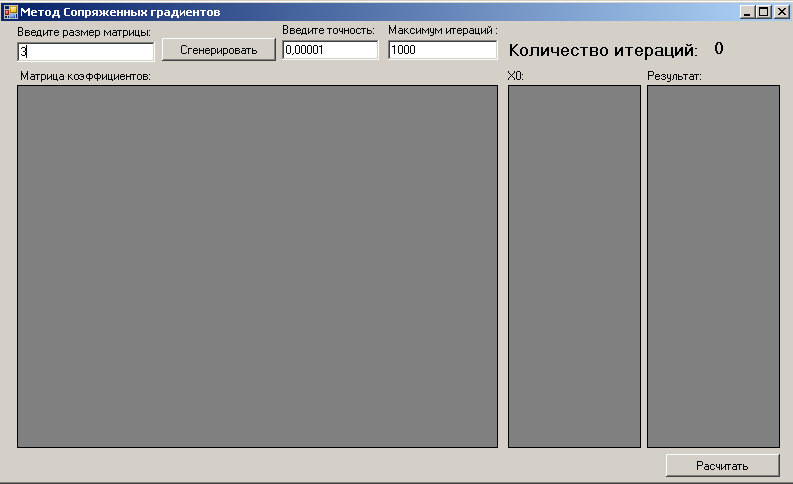 Метод Сопряженных градиентов
Введите размер матрицы:
Введите точность:
Максимум итераций :
3
Сгенерировать
0,00001
1000
Количество итераций: 0
Матрица коэффициентов:
X0:
Результат:
Расчитать